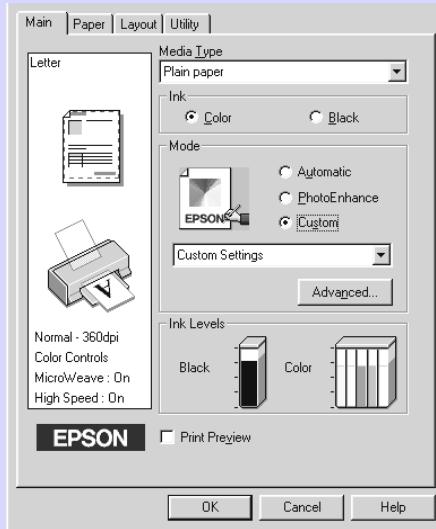 Main Paper Layout Utility
Letter
Media Type
Plain paper
Ink
Color Black
Mode
EPSON
Automatic
PhotoEnhance
Custom
Custom Settings
Advanced...
A
Normal - 360dpi
Color Controls
MicroWeave : On
High Speed : On
Ink Levels
Black Color
EPSON
Print Preview
OK Cancel Help